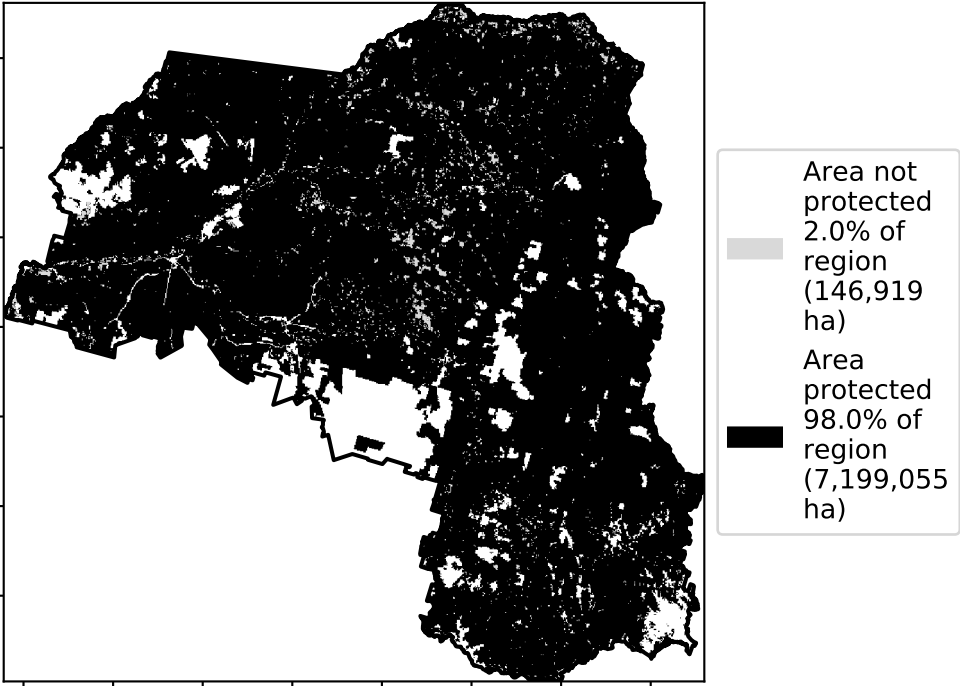 Area not
protected
2.0% of
region
(146,919
ha)
Area
protected
98.0% of
region
(7,199,055
ha)